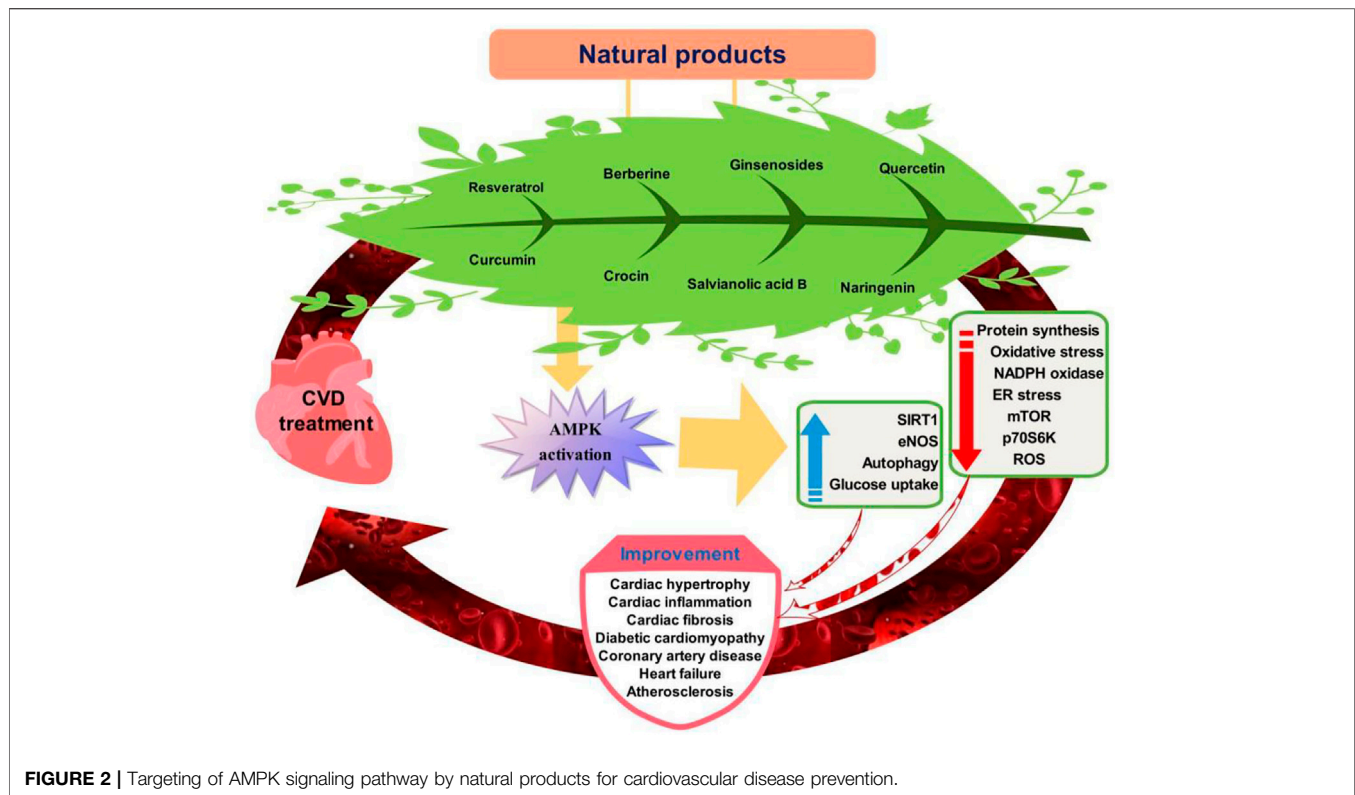 Natural products
Resveratrol
Berberine
Ginsenosides
Quercetin
Curcumin
Crocin
Salvianolic acid B
Naringenin
CVD
treatment
AMPK
activation
SIRT1
eNOS
Autophagy
Glucose uptake
Protein synthesis
Oxidative stress
NADPH oxidase
ER stress
mTOR
p70S6K
ROS
Improvement
Cardiac hypertrophy
Cardiac inflammation
Cardiac fibrosis
Diabetic cardiomyopathy
Coronary artery disease
Heart failure
Atherosclerosis
FIGURE 2 | Targeting of AMPK signaling pathway by natural products for cardiovascular disease prevention.